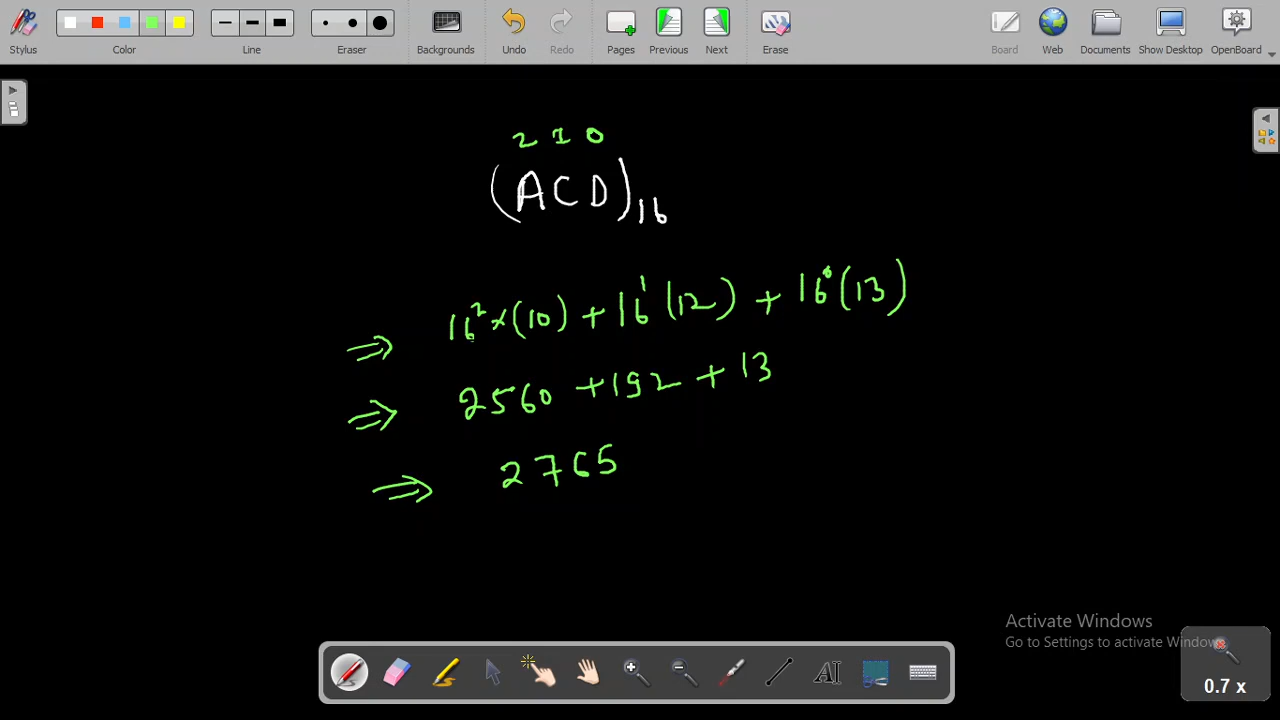 Stylus Color Line Eraser Backgrounds Undo Redo Pages Previous Next Erase Board Web Documents Show Desktop OpenBoard
2 1 0
(ACD)₁₆
⇒ 16²×(10) + 16¹(12) + 16⁰(13)
⇒ 2560 + 192 + 13
⇒ 2765
Activate Windows
Go to Settings to activate Windows
AI
0.7 x